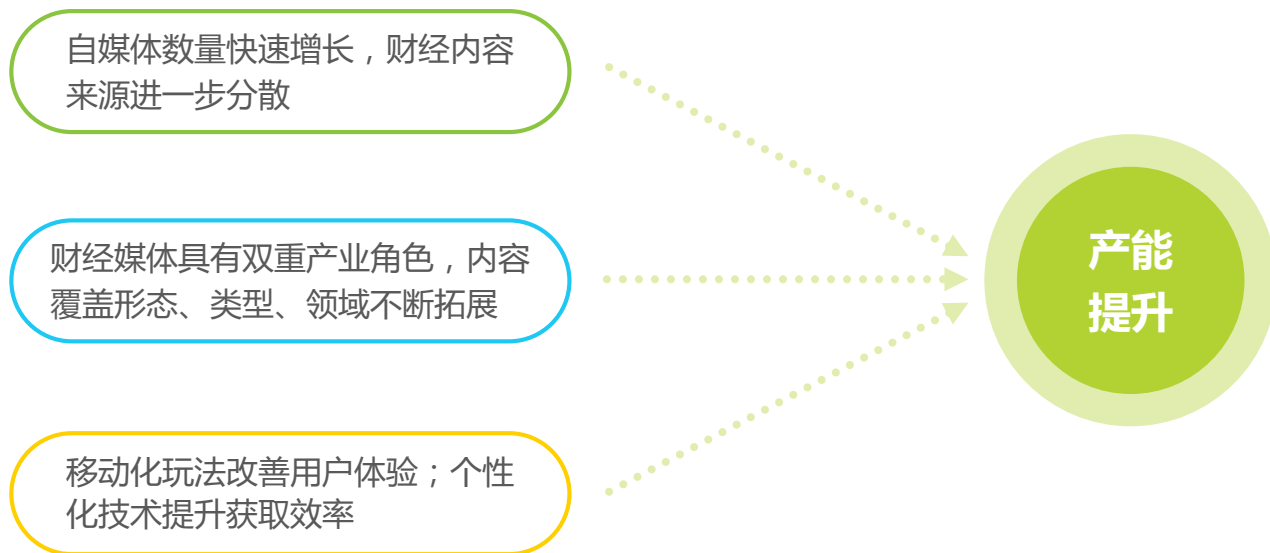 自媒体数量快速增长，财经内容
来源进一步分散
财经媒体具有双重产业角色，内容
覆盖形态、类型、领域不断拓展
移动化玩法改善用户体验；个性
化技术提升获取效率
产能
提升